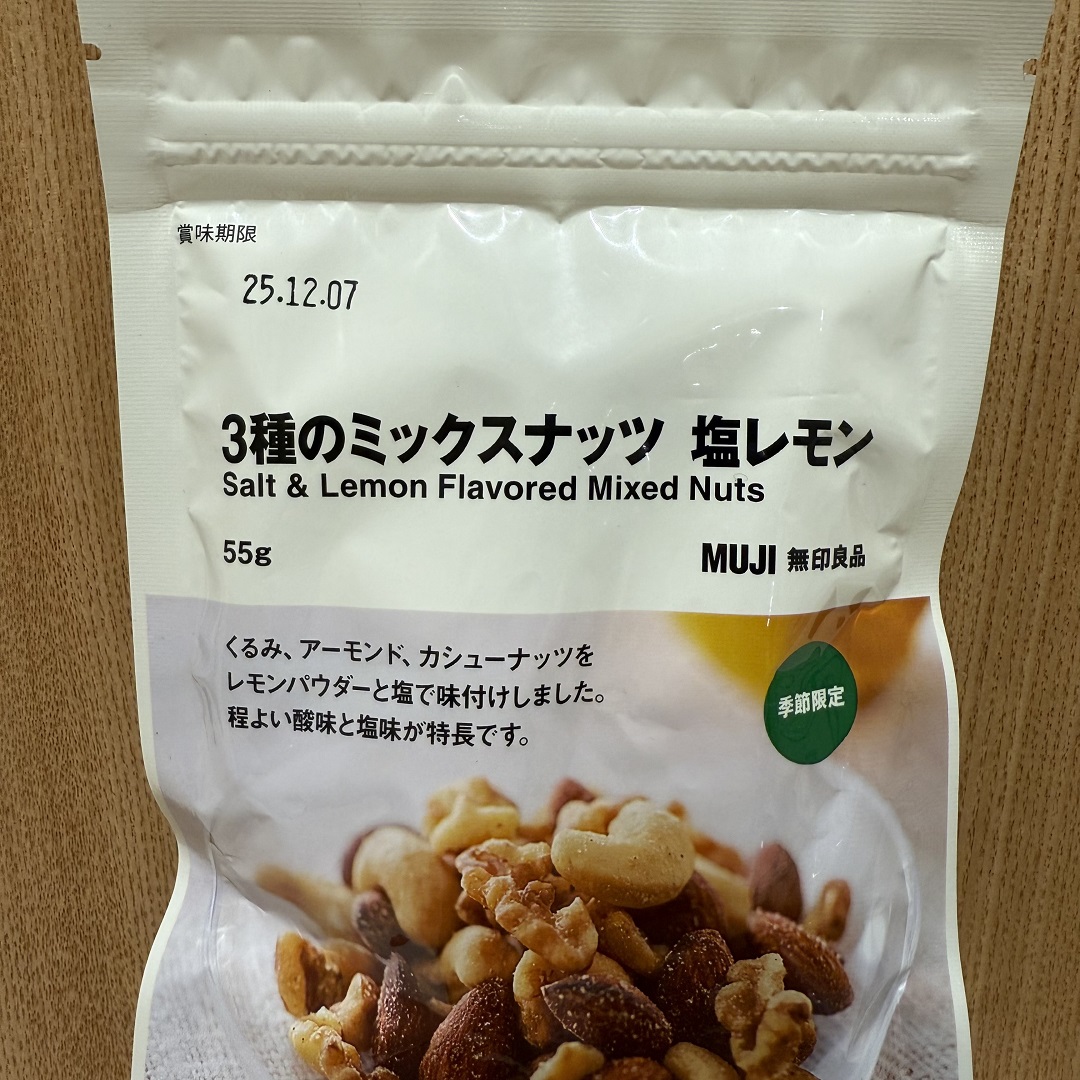 賞味期限
25.12.07
3種のミックスナッツ 塩レモン
Salt & Lemon Flavored Mixed Nuts
55g
MUJI 無印良品
くるみ、アーモンド、カシューナッツを
レモンパウダーと塩で味付けしました。
程よい酸味と塩味が特長です。
季節限定